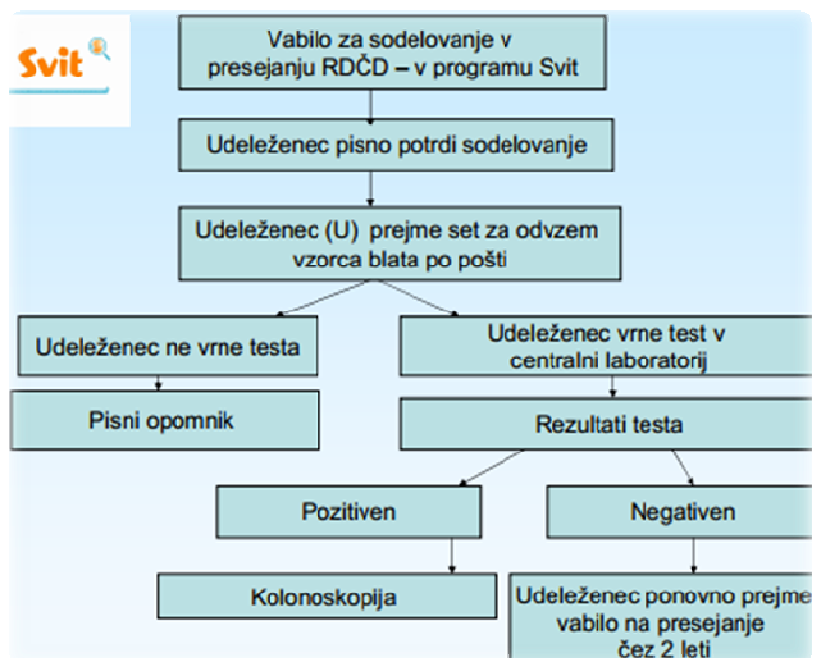 Svit
Vabilo za sodelovanje v
presejanju RDČD – v programu Svit
Udeleženec pisno potrdi sodelovanje
Udeleženec (U) prejme set za odvzem
vzorca blata po pošti
Udeleženec ne vrne testa
Udeleženec vrne test v
centralni laboratorij
Pisni opomnik
Rezultati testa
Pozitiven
Negativen
Kolonoskopija
Udeleženec ponovno prejme
vabilo na presejanje
čez 2 leti